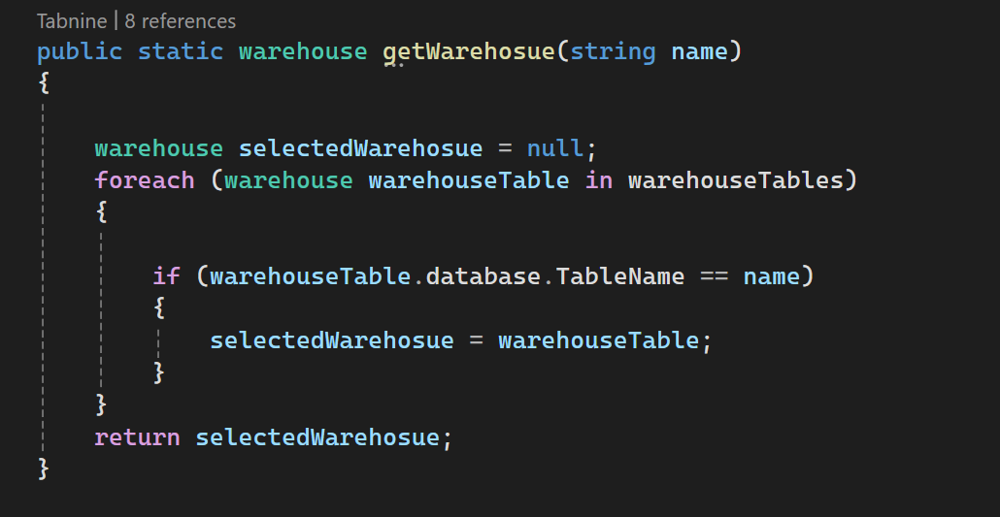 Tabnine | 8 references
public static warehouse getWarehosue(string name)
{
warehouse selectedWarehosue = null;
foreach (warehouse warehouseTable in warehouseTables)
{
if (warehouseTable.database.TableName == name)
{
selectedWarehosue = warehouseTable;
}
}
return selectedWarehosue;
}